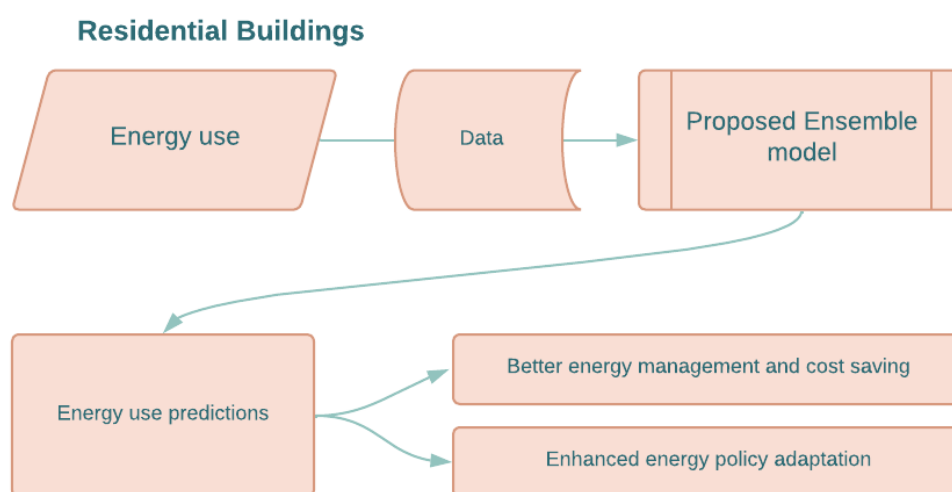 Residential Buildings
Energy use
Data
Proposed Ensemble
model
Energy use predictions
Better energy management and cost saving
Enhanced energy policy adaptation